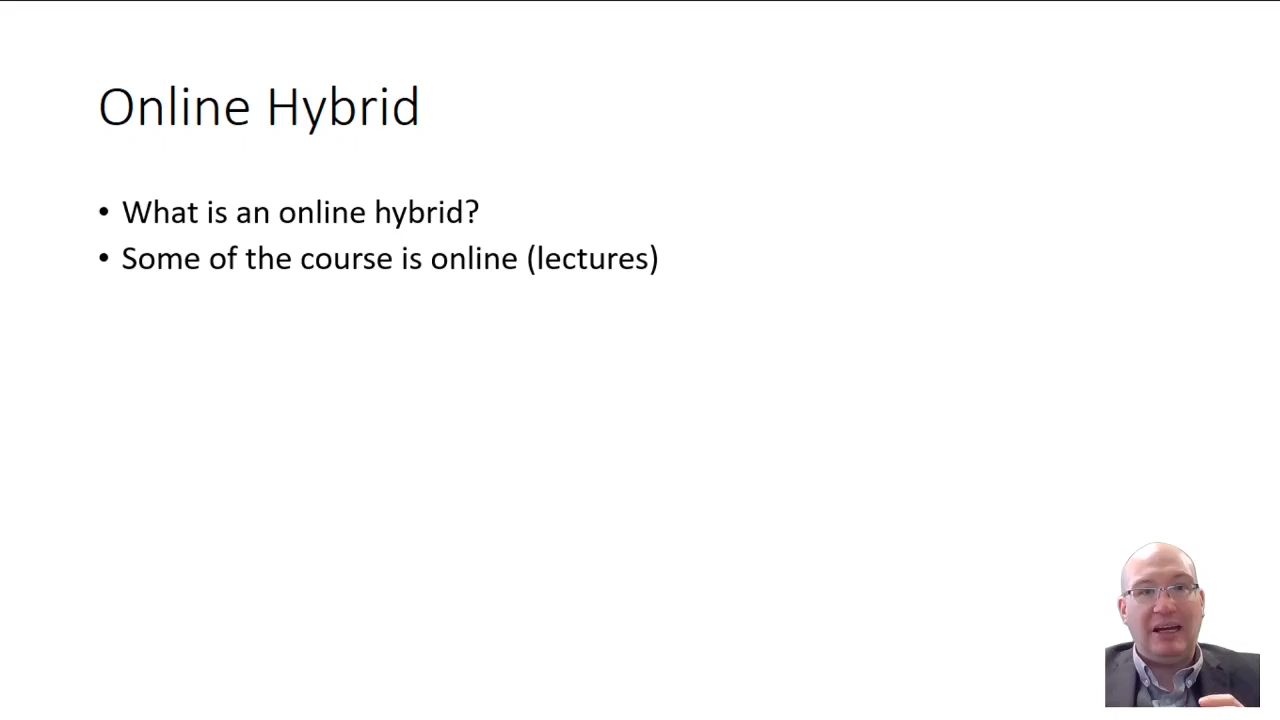 Online Hybrid
• What is an online hybrid?
• Some of the course is online (lectures)